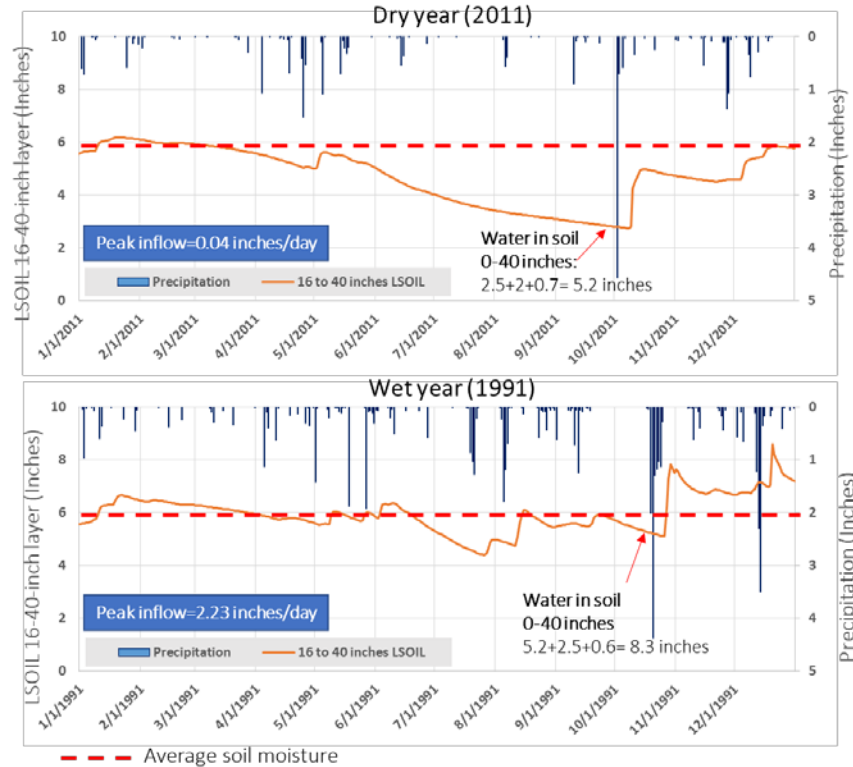 Dry year (2011)
LSOIL 16-40-inch layer (Inches)
10
8
6
4
2
0
Precipitation (Inches)
0
1
2
3
4
5
Peak inflow=0.04 inches/day
Water in soil
0-40 inches:
2.5+2+0.7= 5.2 inches
Precipitation
16 to 40 inches LSOIL
1/1/2011
2/1/2011
3/1/2011
4/1/2011
5/1/2011
6/1/2011
7/1/2011
8/1/2011
9/1/2011
10/1/2011
11/1/2011
12/1/2011
Wet year (1991)
LSOIL 16-40-inch layer (Inches)
10
8
6
4
2
0
Precipitation (Inches)
0
1
2
3
4
5
Peak inflow=2.23 inches/day
Water in soil
0-40 inches
5.2+2.5+0.6= 8.3 inches
Precipitation
16 to 40 inches LSOIL
1/1/1991
2/1/1991
3/1/1991
4/1/1991
5/1/1991
6/1/1991
7/1/1991
8/1/1991
9/1/1991
10/1/1991
11/1/1991
12/1/1991
Average soil moisture